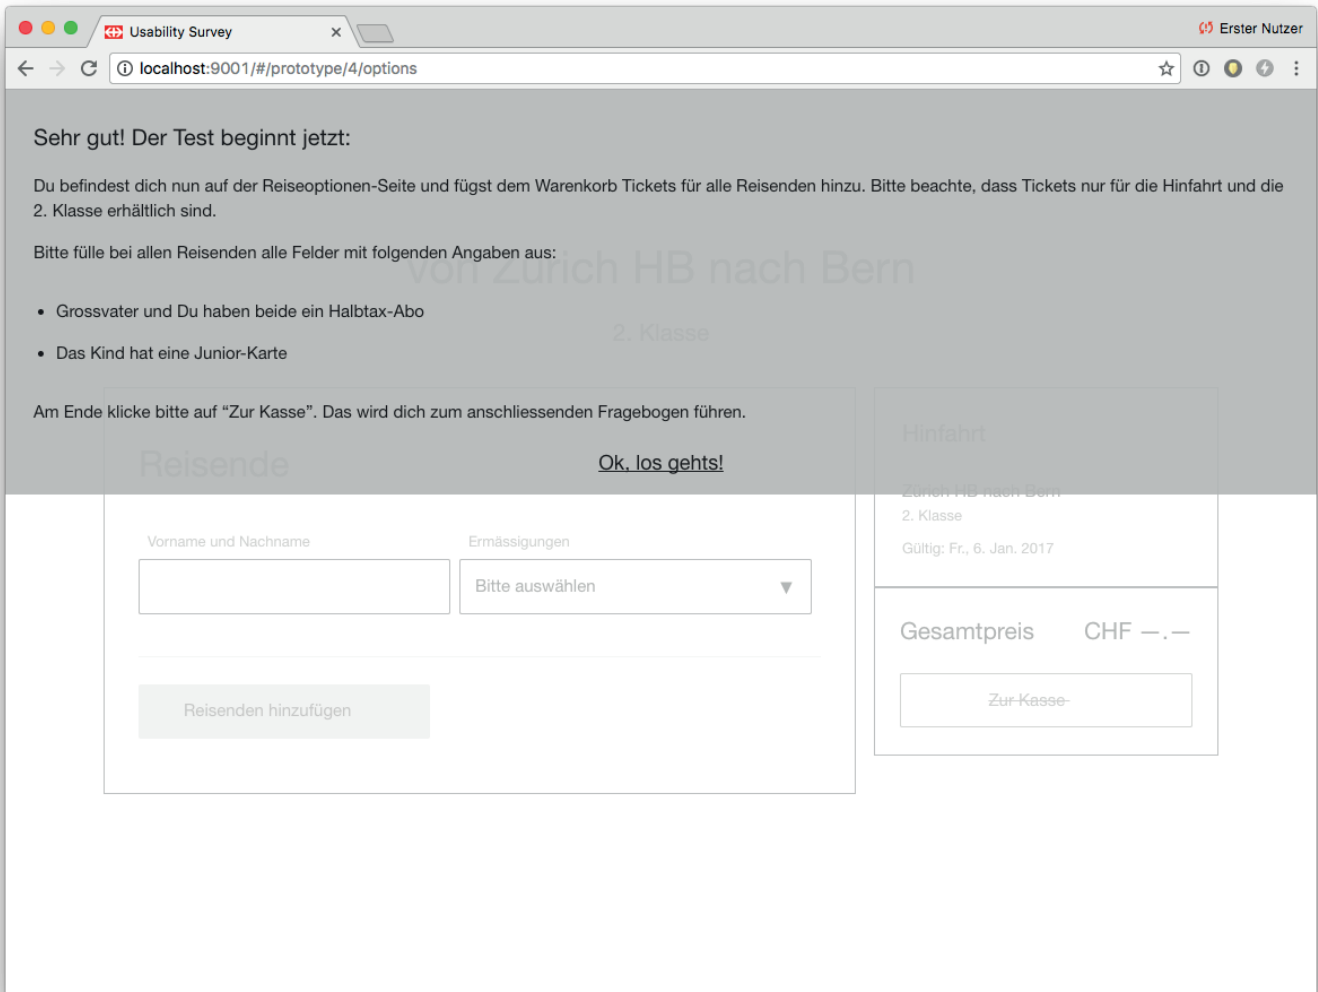 Usability Survey
Erster Nutzer
localhost:9001/#/prototype/4/options
Sehr gut! Der Test beginnt jetzt:
Du befindest dich nun auf der Reiseoptionen-Seite und fügst dem Warenkorb Tickets für alle Reisenden hinzu. Bitte beachte, dass Tickets nur für die Hinfahrt und die
2. Klasse erhältlich sind.
Bitte fülle bei allen Reisenden alle Felder mit folgenden Angaben aus:
von Zürich HB nach Bern
• Grossvater und Du haben beide ein Halbtax-Abo
2. Klasse
• Das Kind hat eine Junior-Karte
Am Ende klicke bitte auf “Zur Kasse”. Das wird dich zum anschliessenden Fragebogen führen.
Ok, los gehts!
Reisende
Vorname und Nachname
Ermässigungen
Bitte auswählen
Reisenden hinzufügen
Hinfahrt
Zürich HB nach Bern
2. Klasse
Gültig: Fr., 6. Jan. 2017
Gesamtpreis CHF —.—
Zur Kasse